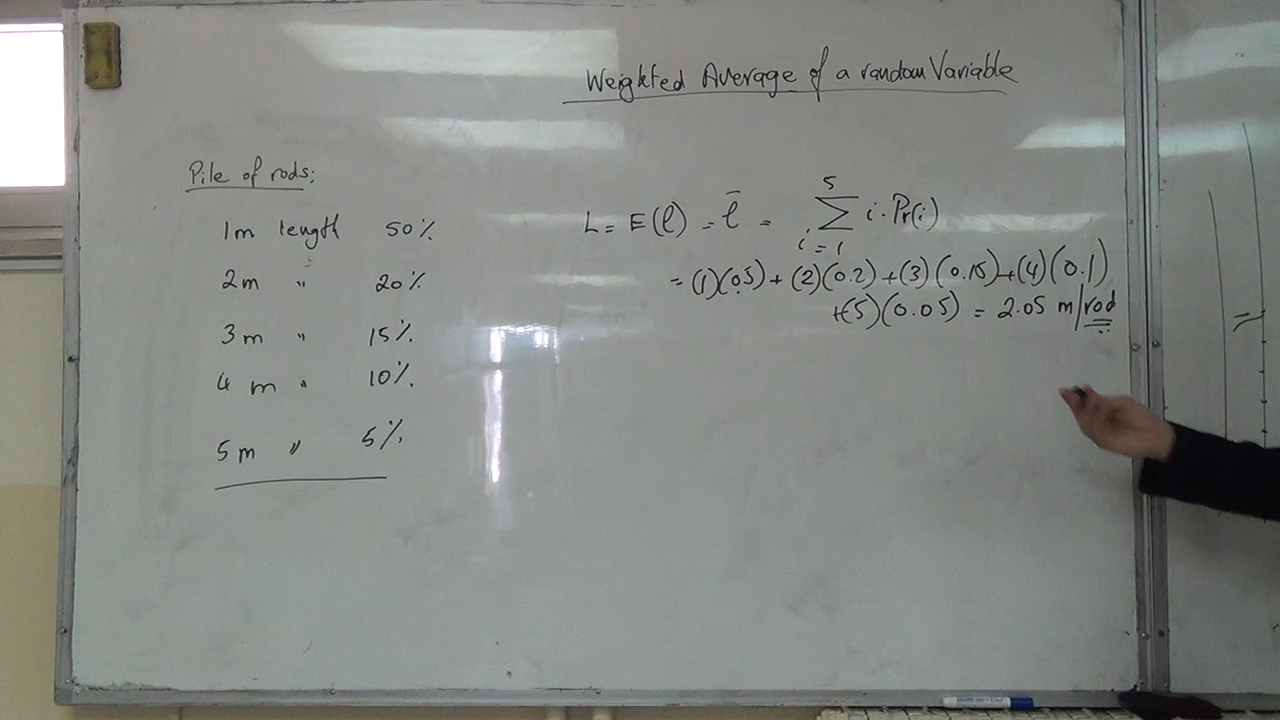 Weighted Average of a random Variable
Pile of rods:
1m length 50%
2m " 20%
3m " 15%
4m " 10%
5m " 5%
L = E(ℓ) = ℓ̄ = ∑_{i=1}^{5} i · Pr(i)
= (1)(0.5) + (2)(0.2) + (3)(0.15) + (4)(0.1)
+(5)(0.05) = 2.05 m/rod